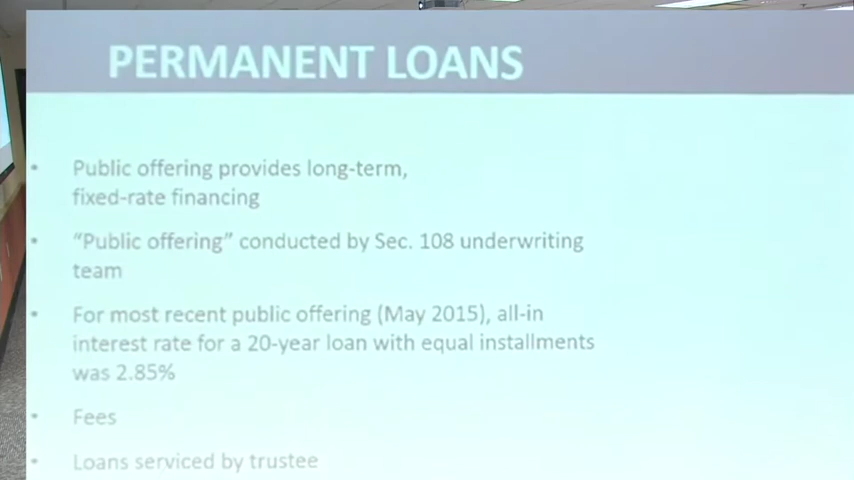 PERMANENT LOANS
• Public offering provides long-term,
fixed-rate financing
• “Public offering” conducted by Sec. 108 underwriting
team
• For most recent public offering (May 2015), all-in
interest rate for a 20-year loan with equal installments
was 2.85%
• Fees
• Loans serviced by trustee